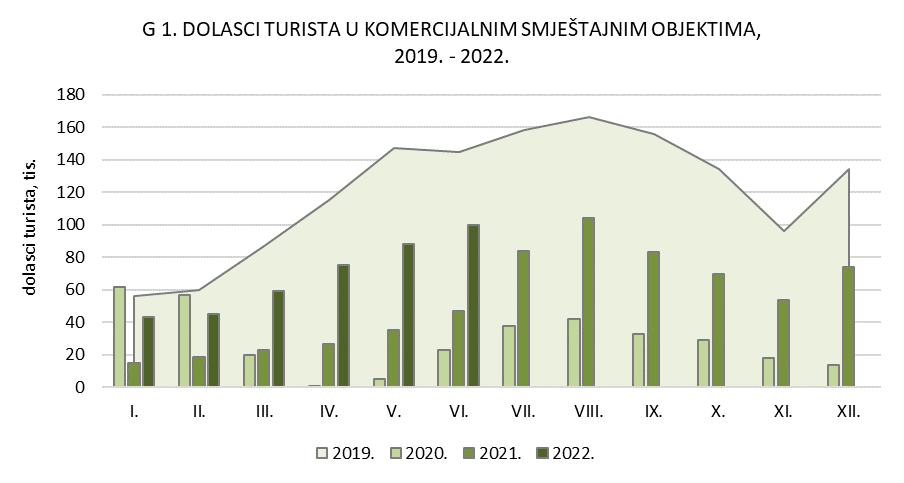 G 1. DOLASCI TURISTA U KOMERCIJALNIM SMJEŠTAJNIM OBJEKTIMA,
2019. - 2022.
dolasci turista, tis.
180
160
140
120
100
80
60
40
20
0
I. II. III. IV. V. VI. VII. VIII. IX. X. XI. XII.
2019. 2020. 2021. 2022.